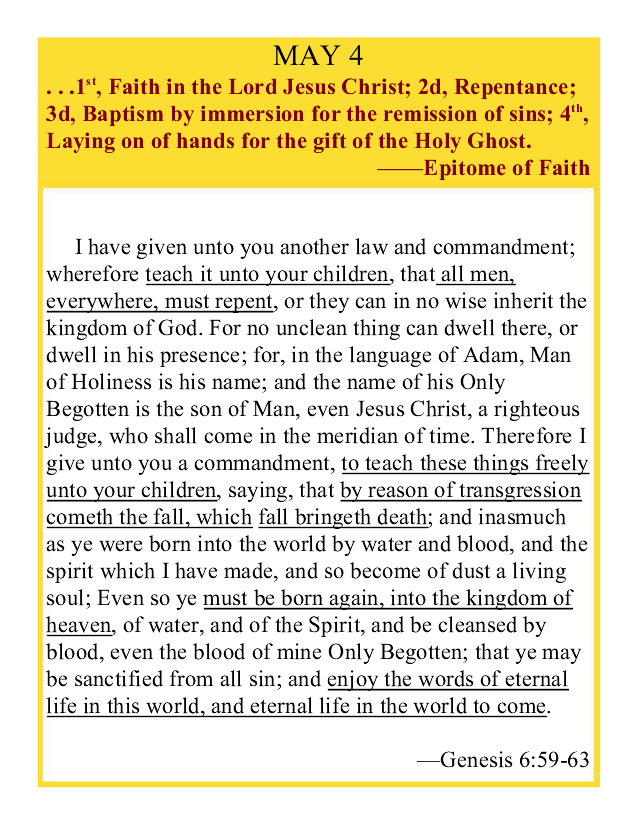 MAY 4
. . .1st, Faith in the Lord Jesus Christ; 2d, Repentance;
3d, Baptism by immersion for the remission of sins; 4th,
Laying on of hands for the gift of the Holy Ghost.
——Epitome of Faith
I have given unto you another law and commandment;
wherefore teach it unto your children, that all men,
everywhere, must repent, or they can in no wise inherit the
kingdom of God. For no unclean thing can dwell there, or
dwell in his presence; for, in the language of Adam, Man
of Holiness is his name; and the name of his Only
Begotten is the son of Man, even Jesus Christ, a righteous
judge, who shall come in the meridian of time. Therefore I
give unto you a commandment, to teach these things freely
unto your children, saying, that by reason of transgression
cometh the fall, which fall bringeth death; and inasmuch
as ye were born into the world by water and blood, and the
spirit which I have made, and so become of dust a living
soul; Even so ye must be born again, into the kingdom of
heaven, of water, and of the Spirit, and be cleansed by
blood, even the blood of mine Only Begotten; that ye may
be sanctified from all sin; and enjoy the words of eternal
life in this world, and eternal life in the world to come.
—Genesis 6:59-63